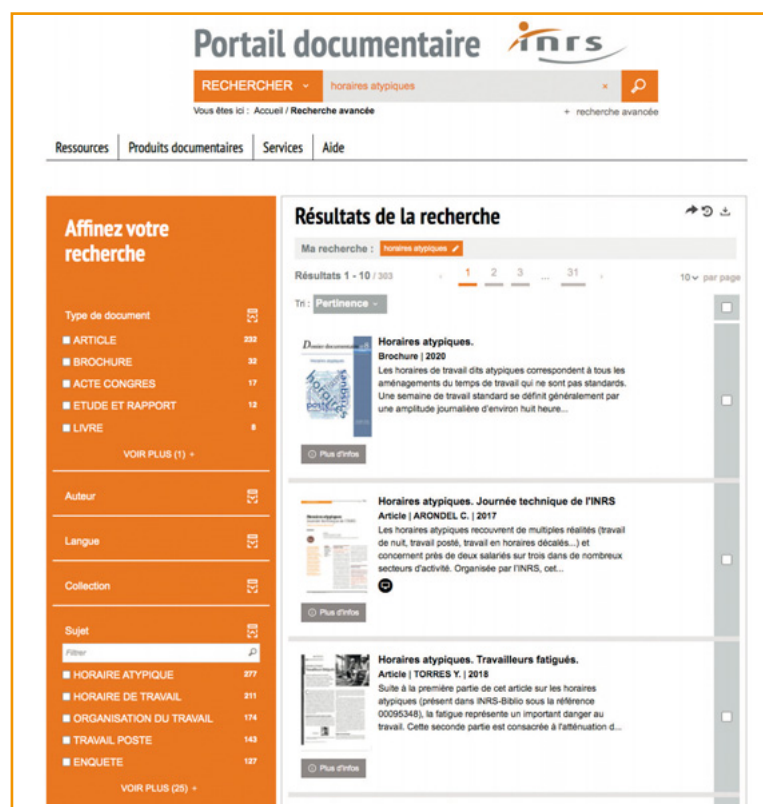 Portail documentaire inrs
RECHERCHER horaires atypiques ×
Vous êtes ici : Accueil / Recherche avancée + recherche avancée
Ressources Produits documentaires Services Aide
Affinez votre
recherche
Type de document
ARTICLE 232
BROCHURE 32
ACTE CONGRES 17
ETUDE ET RAPPORT 12
LIVRE 8
VOIR PLUS (1) +
Auteur
Langue
Collection
Sujet
Filtrer
HORAIRE ATYPIQUE 277
HORAIRE DE TRAVAIL 211
ORGANISATION DU TRAVAIL 174
TRAVAIL POSTE 143
ENQUETE 127
VOIR PLUS (25) +
Résultats de la recherche
Ma recherche : horaires atypiques
Résultats 1 - 10 / 303 ‹ 1 2 3 ... 31 › 10 par page
Tri : Pertinence
Dossier documentaire
Horaires atypiques
horaires
poste
Horaires atypiques.
Brochure | 2020
Les horaires de travail dits atypiques correspondent à tous les
aménagements du temps de travail qui ne sont pas standards.
Une semaine de travail standard se définit généralement par
une amplitude journalière d'environ huit heure...
Plus d'infos
Horaires atypiques. Journée technique de l'INRS
Article | ARONDEL C. | 2017
Les horaires atypiques recouvrent de multiples réalités (travail
de nuit, travail posté, travail en horaires décalés...) et
concernent près de deux salariés sur trois dans de nombreux
secteurs d'activité. Organisée par l'INRS, cet...
Plus d'infos
Horaires atypiques. Travailleurs fatigués.
Article | TORRES Y. | 2018
Suite à la première partie de cet article sur les horaires
atypiques (présent dans INRS-Biblio sous la référence
00095348), la fatigue représente un important danger au
travail. Cette seconde partie est consacrée à l'atténuation d...
Plus d'infos